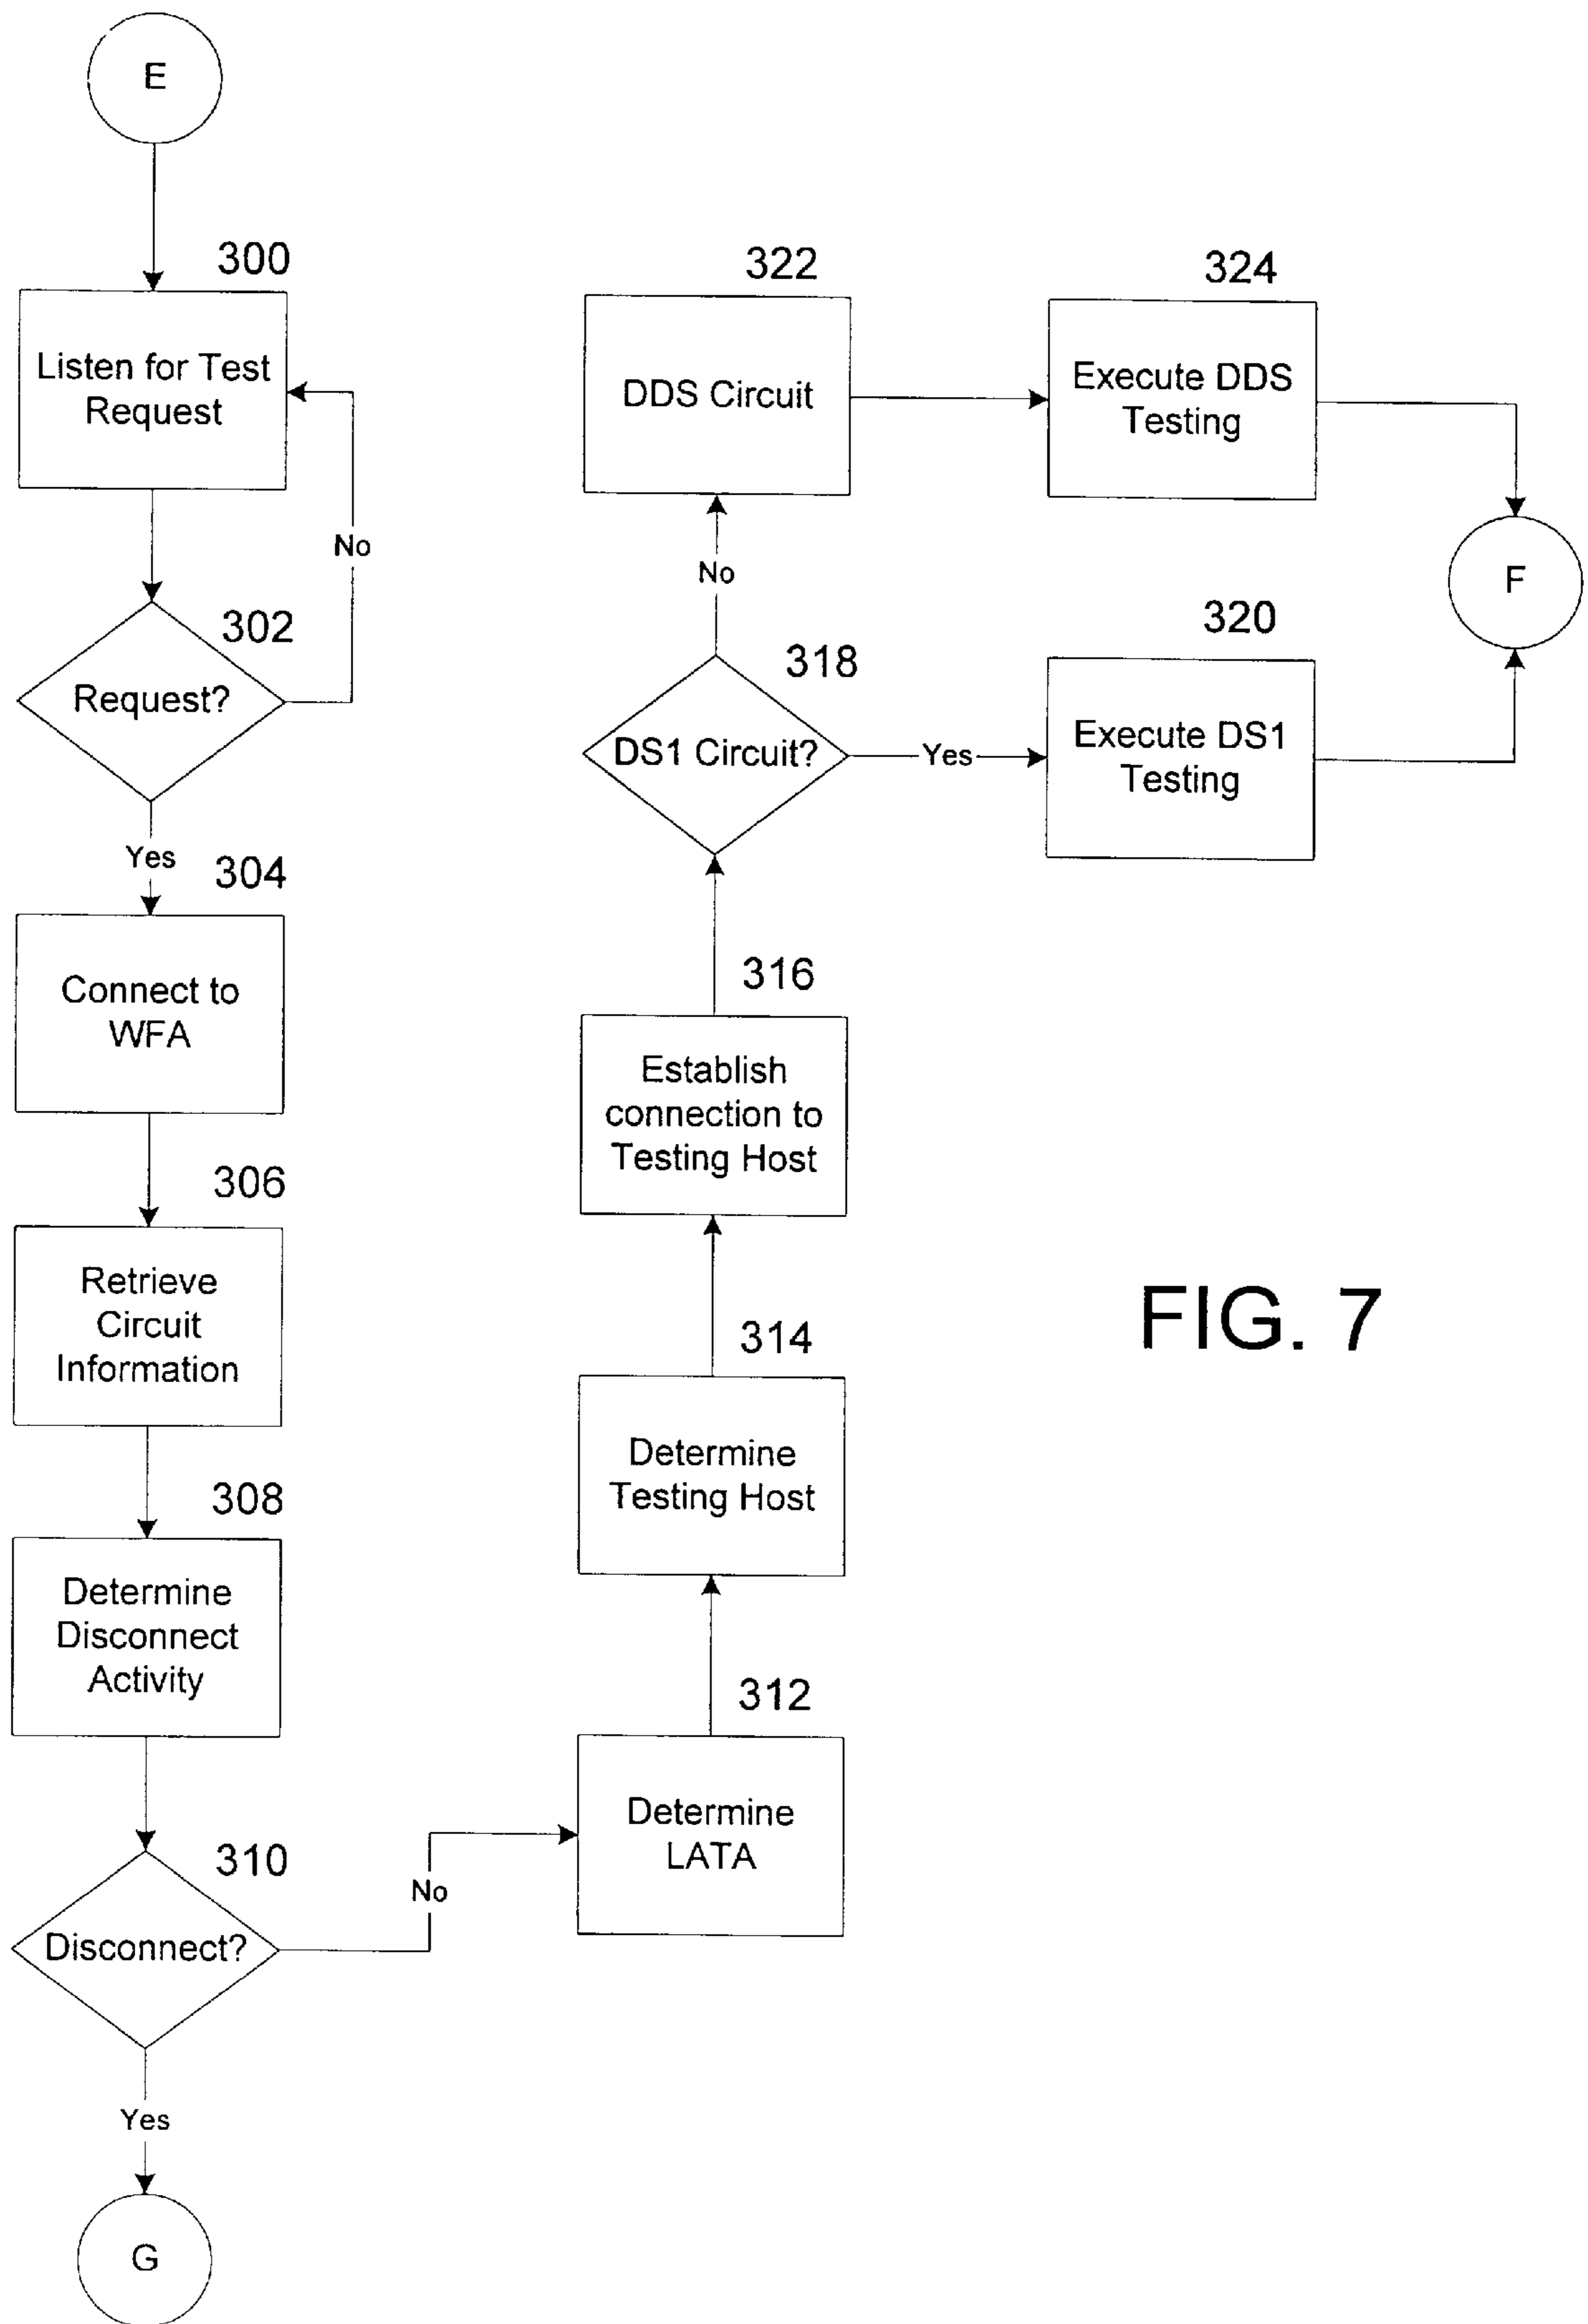 E
300
Listen for Test
Request
No
302
Request?
Yes
304
Connect to
WFA
306
Retrieve
Circuit
Information
308
Determine
Disconnect
Activity
310
Disconnect?
No
Yes
G
312
Determine
LATA
314
Determine
Testing Host
316
Establish
connection to
Testing Host
318
DS1 Circuit?
No
Yes
322
DDS Circuit
324
Execute DDS
Testing
320
Execute DS1
Testing
F
FIG. 7